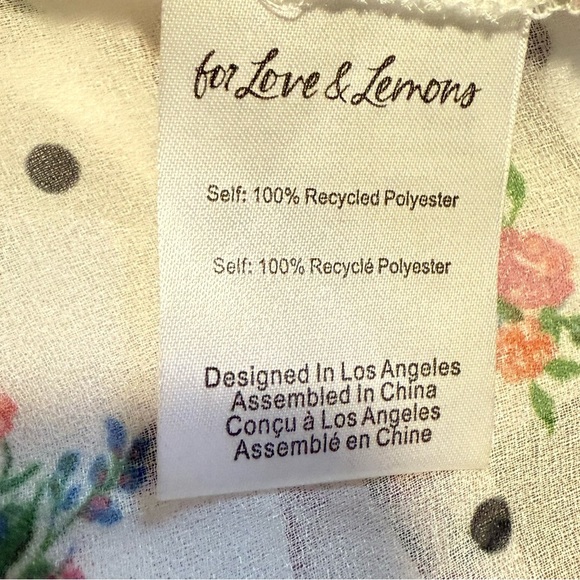 for Love & Lemons
Self: 100% Recycled Polyester
Self: 100% Recyclé Polyester
Designed In Los Angeles
Assembled In China
Conçu à Los Angeles
Assemblé en Chine